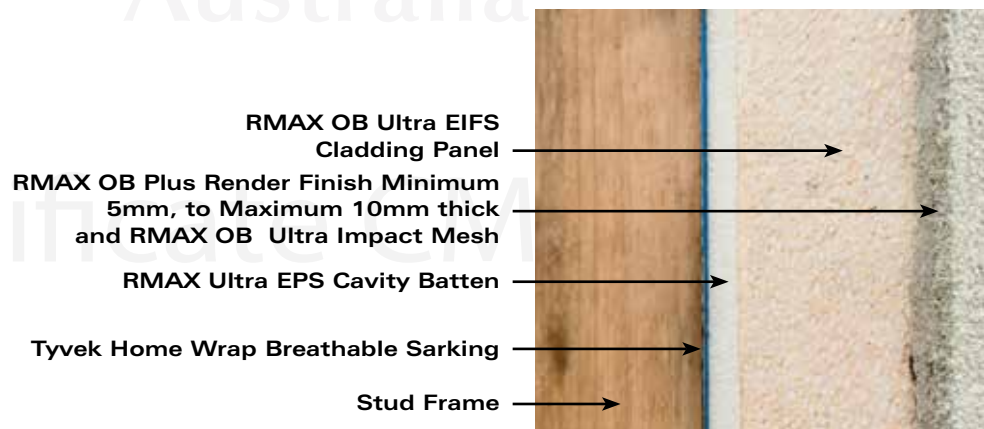 Australia
RMAX OB Ultra EIFS
Cladding Panel
RMAX OB Plus Render Finish Minimum
5mm, to Maximum 10mm thick
and RMAX OB Ultra Impact Mesh
RMAX Ultra EPS Cavity Batten
Tyvek Home Wrap Breathable Sarking
Stud Frame